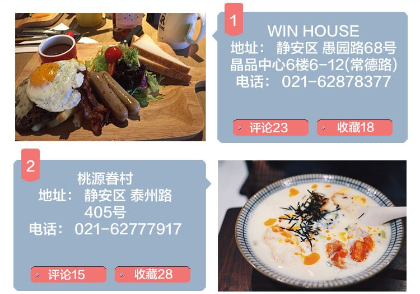 1
WIN HOUSE
地址： 静安区 愚园路68号
晶品中心6楼6-12(常德路)
电话： 021-62878377
评论23 收藏18
2
桃源眷村
地址： 静安区 泰州路
405号
电话： 021-62777917
评论15 收藏28